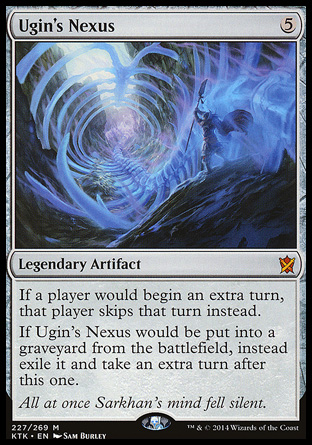 Ugin's Nexus 5
Legendary Artifact
If a player would begin an extra turn,
that player skips that turn instead.
If Ugin's Nexus would be put into a
graveyard from the battlefield, instead
exile it and take an extra turn after
this one.
All at once Sarkhan's mind fell silent.
227/269 M
KTK • EN SAM BURLEY
™ & © 2014 Wizards of the Coast